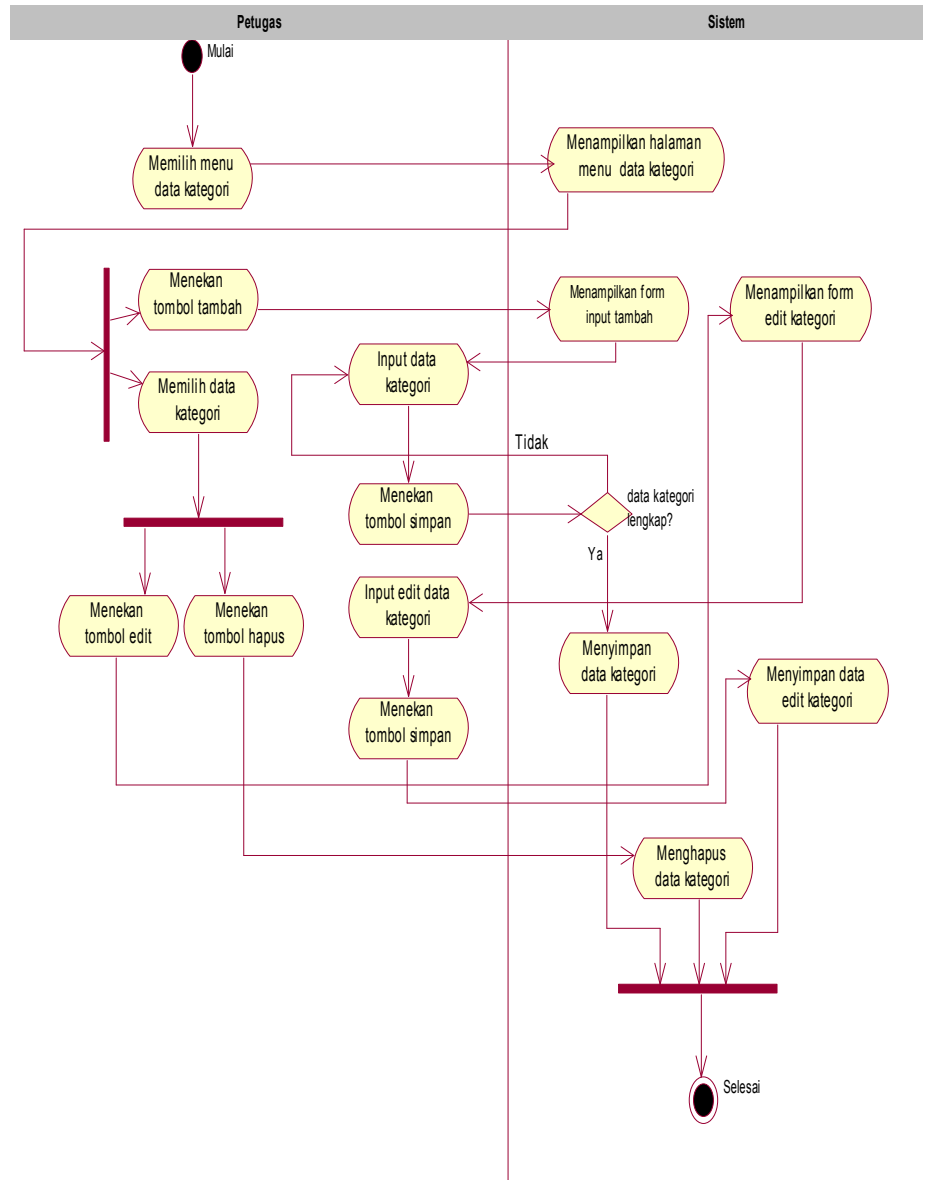 Petugas
Sistem
Mulai
Memilih menu
data kategori
Menampilkan halaman
menu data kategori
Menekan
tombol tambah
Menampilkan form
input tambah
Menampilkan form
edit kategori
Input data
kategori
Memilih data
kategori
Tidak
Menekan
tombol simpan
data kategori
lengkap?
Ya
Menekan
tombol edit
Menekan
tombol hapus
Input edit data
kategori
Menyimpan
data kategori
Menyimpan data
edit kategori
Menekan
tombol simpan
Menghapus
data kategori
Selesai